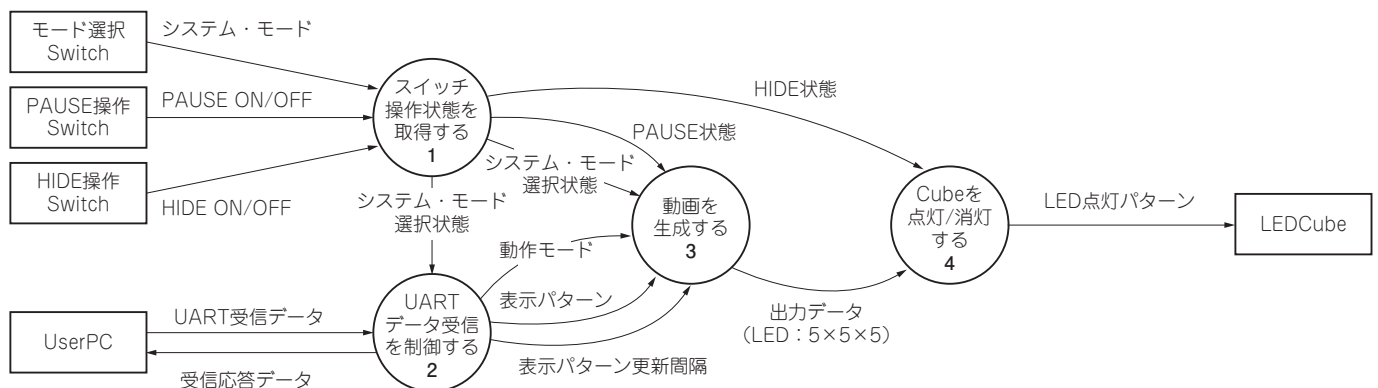 モード選択
Switch
システム・モード
PAUSE操作
Switch
PAUSE ON/OFF
HIDE操作
Switch
HIDE ON/OFF
スイッチ
操作状態を
取得する
1
HIDE状態
PAUSE状態
システム・モード
選択状態
システム・モード
選択状態
動画を
生成する
3
Cubeを
点灯/消灯
する
4
LED点灯パターン
LEDCube
動作モード
表示パターン
表示パターン更新間隔
出力データ
(LED:5×5×5)
UserPC
UART受信データ
受信応答データ
UART
データ受信
を制御する
2